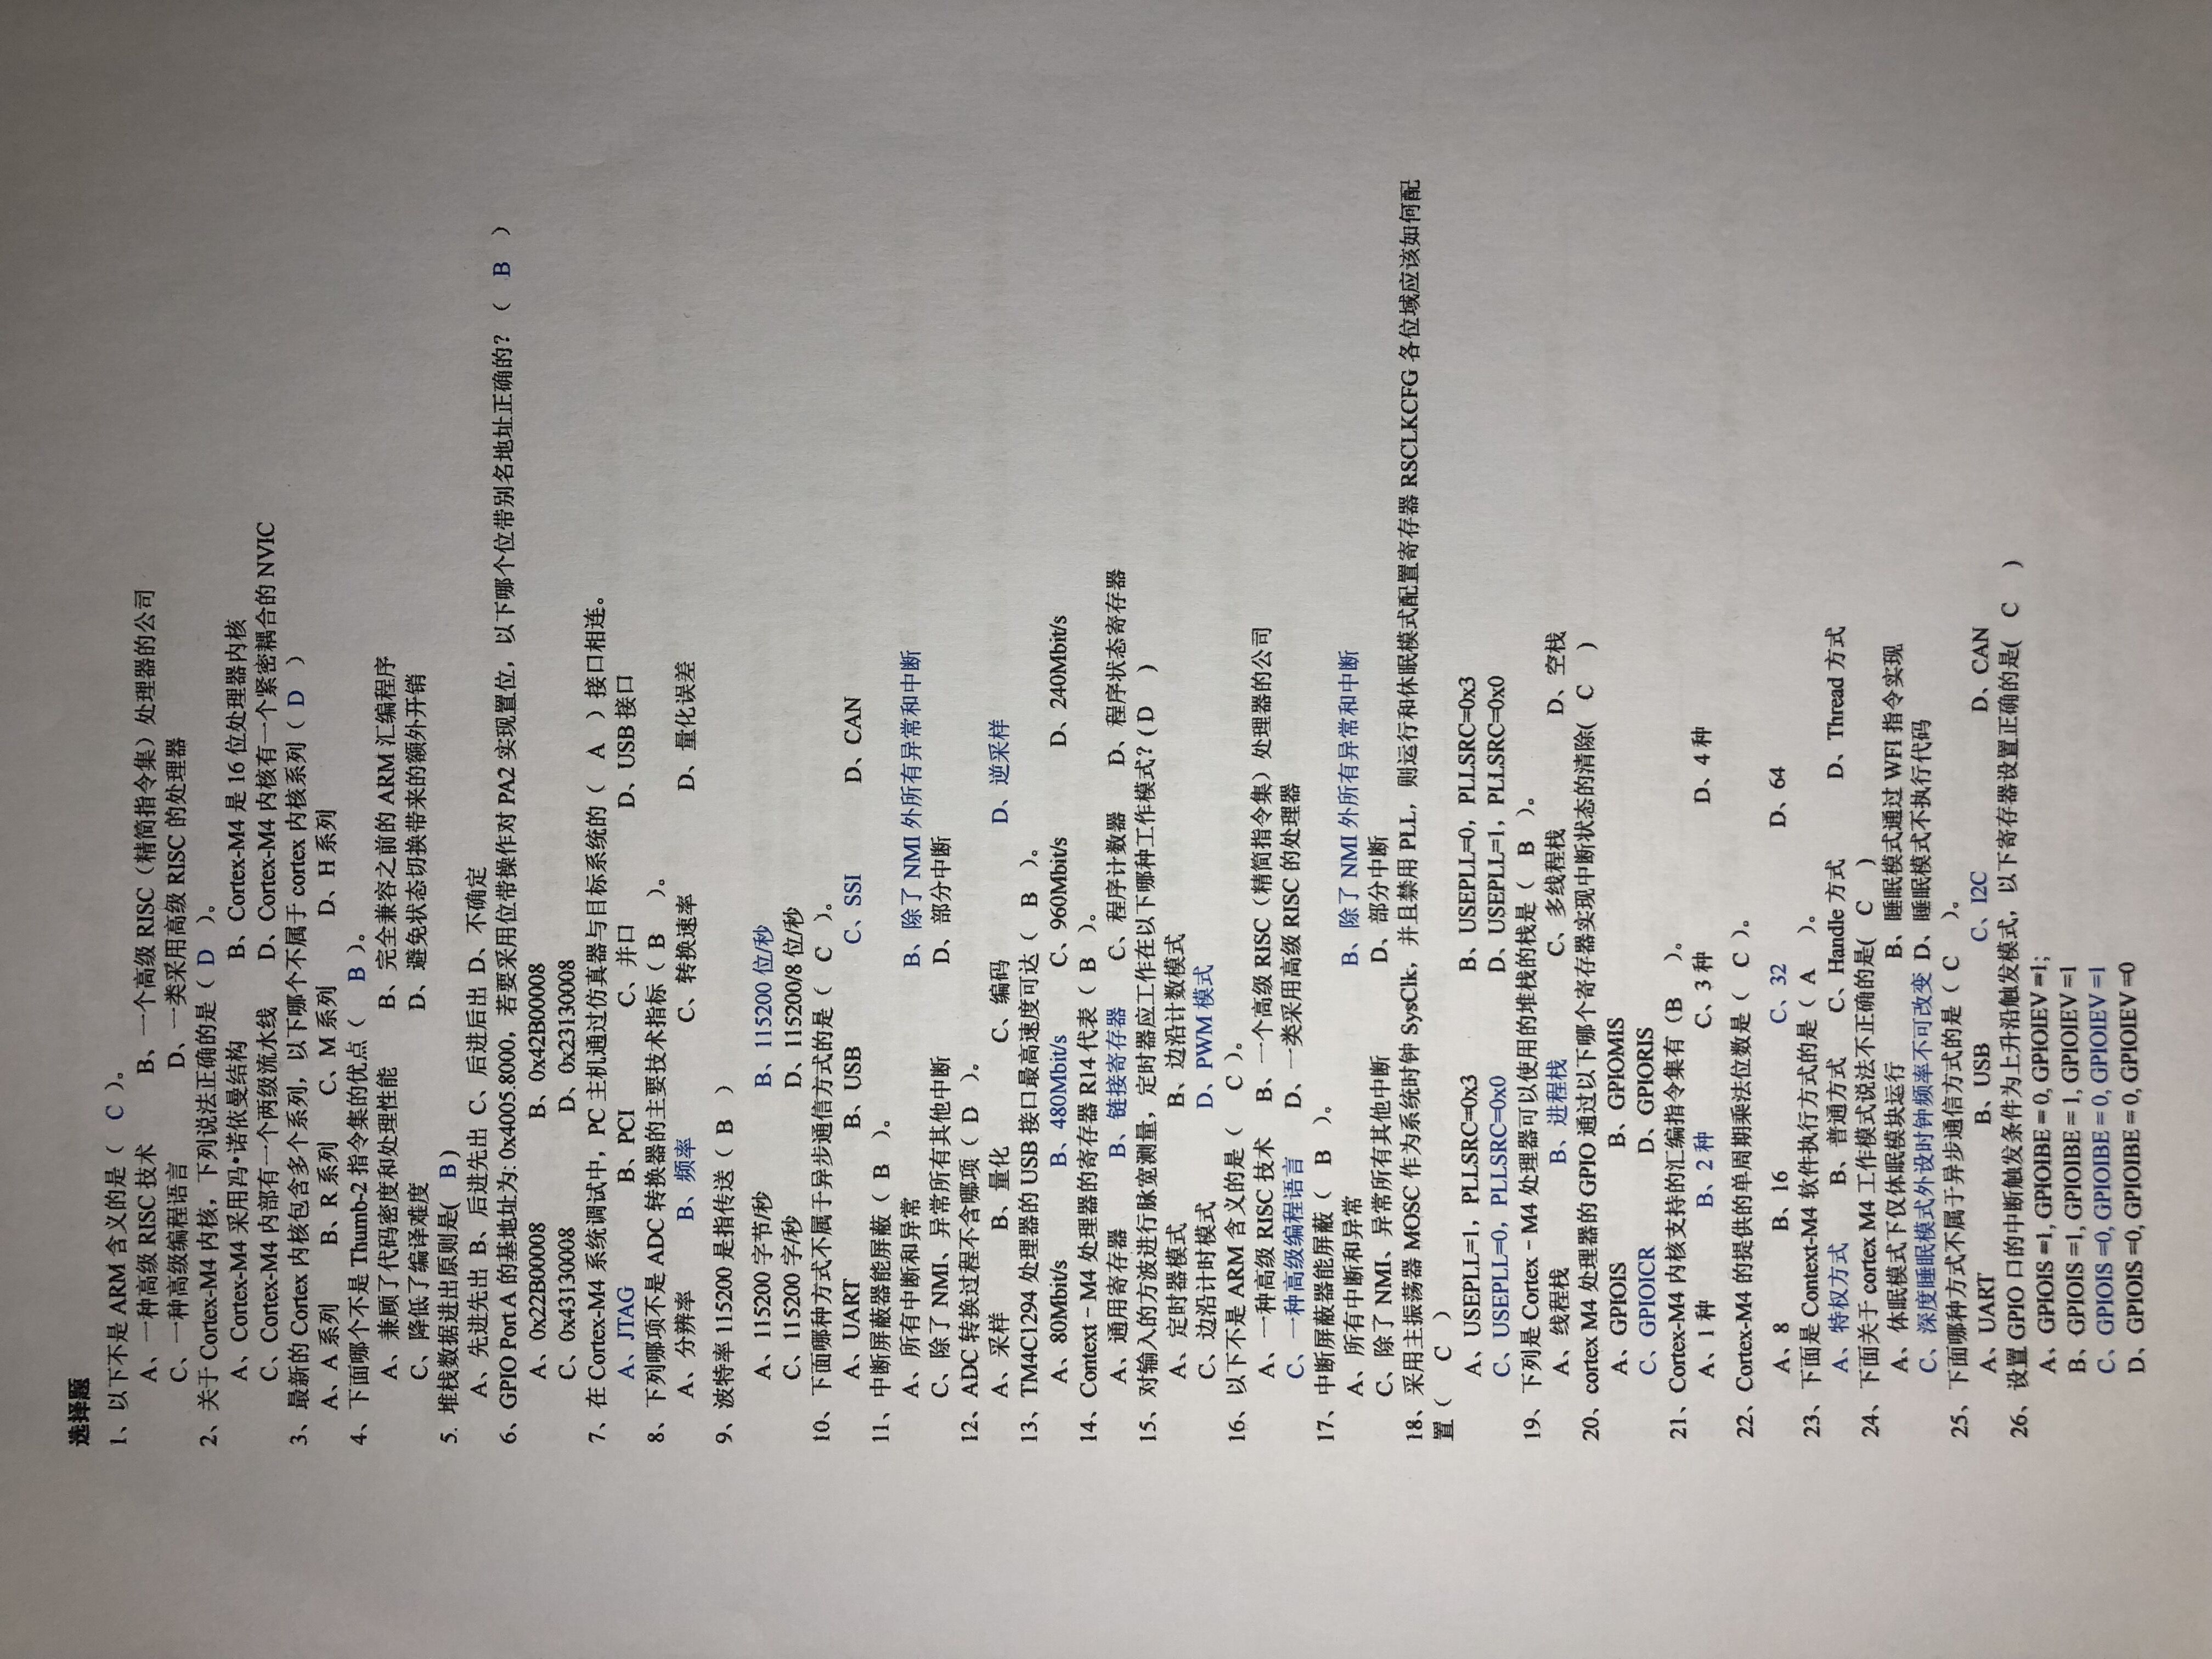 选择题
1、以下不是 ARM 含义的是（ C ）。
A、一种高级 RISC 技术 B、一个高级 RISC（精简指令集）处理器的公司
C、一种高级编程语言 D、一类采用高级 RISC 的处理器
2、关于 Cortex-M4 内核，下列说法正确的是（ D ）。
A、Cortex-M4 采用冯•诺依曼结构 B、Cortex-M4 是 16 位处理器内核
C、Cortex-M4 内部有一个两级流水线 D、Cortex-M4 内核有一个紧密耦合的 NVIC
3、最新的 Cortex 内核包含多个系列，以下哪个不属于 cortex 内核系列（ D ）
A、A 系列 B、R 系列 C、M 系列 D、H 系列
4、下面哪个不是 Thumb-2 指令集的优点（ B ）。
A、兼顾了代码密度和处理性能 B、完全兼容之前的 ARM 汇编程序
C、降低了编译难度 D、避免状态切换带来的额外开销
5. 堆栈数据进出原则是( B )
A、先进先出 B、后进先出 C、后进后出 D、不确定
6、GPIO Port A 的基地址为: 0x4005.8000，若要采用位带操作对 PA2 实现置位，以下哪个位带别名地址正确的？（ B ）
A、0x22B00008 B、0x42B00008
C、0x43130008 D、0x23130008
7、在 Cortex-M4 系统调试中，PC 主机通过仿真器与目标系统的（ A ）接口相连。
A、JTAG B、PCI C、并口 D、USB 接口
8、下列哪项不是 ADC 转换器的主要技术指标（ B ）。
A、分辨率 B、频率 C、转换速率 D、量化误差
9、波特率 115200 是指传送（ B ）
A、115200 字节/秒 B、115200 位/秒
C、115200 字/秒 D、115200/8 位/秒
10、下面哪种方式不属于异步通信方式的是（ C ）。
A、UART B、USB C、SSI D、CAN
11、中断屏蔽器能屏蔽（ B ）。
A、所有中断和异常 B、除了 NMI 外所有异常和中断
C、除了 NMI、异常所有其他中断 D、部分中断
12、ADC 转换过程不含哪项（ D ）。
A、采样 B、量化 C、编码 D、逆采样
13、TM4C1294 处理器的 USB 接口最高速度可达（ B ）。
A、80Mbit/s B、480Mbit/s C、960Mbit/s D、240Mbit/s
14、Context－M4 处理器的寄存器 R14 代表（ B ）。
A、通用寄存器 B、链接寄存器 C、程序计数器 D、程序状态寄存器
15、对输入的方波进行脉宽测量，定时器应工作在以下哪种工作模式？( D )
A、定时器模式 B、边沿计数模式
C、边沿计时模式 D、PWM 模式
16、以下不是 ARM 含义的是（ C ）。
A、一种高级 RISC 技术 B、一个高级 RISC（精简指令集）处理器的公司
C、一种高级编程语言 D、一类采用高级 RISC 的处理器
17、中断屏蔽器能屏蔽（ B ）。
A、所有中断和异常 B、除了 NMI 外所有异常和中断
C、除了 NMI、异常所有其他中断 D、部分中断
18、采用主振荡器 MOSC 作为系统时钟 SysClk，并且禁用 PLL，则运行和休眠模式配置寄存器 RSCLKCFG 各位域应该如何配
置（ C ）
A、USEPLL=1，PLLSRC=0x3 B、USEPLL=0，PLLSRC=0x3
C、USEPLL=0，PLLSRC=0x0 D、USEPLL=1，PLLSRC=0x0
19、下列是 Cortex－M4 处理器可以使用的堆栈的栈是（ B ）。
A、线程栈 B、进程栈 C、多线程栈 D、空栈
20、cortex M4 处理器的 GPIO 通过以下哪个寄存器实现中断状态的清除( C )
A、GPIOIS B、GPIOMIS
C、GPIOICR D、GPIORIS
21、Cortex-M4 内核支持的汇编指令集有（B ）。
A、1 种 B、2 种 C、3 种 D、4 种
22、Cortex-M4 的提供的单周期乘法位数是（ C ）。
A、8 B、16 C、32 D、64
23、下面是 Context-M4 软件执行方式的是（ A ）。
A、特权方式 B、普通方式 C、Handle 方式 D、Thread 方式
24、下面关于 cortex M4 工作模式说法不正确的是( C )
A、休眠模式下仅休眠模块运行 B、睡眠模式通过 WFI 指令实现
C、深度睡眠模式外设时钟频率不可改变 D、睡眠模式不执行代码
25、下面哪种方式不属于异步通信方式的是（ C ）。
A、UART B、USB C、I2C D、CAN
26、设置 GPIO 口的中断触发条件为上升沿触发模式，以下寄存器设置正确的是( C )
A、GPIOIS =1, GPIOIBE = 0, GPIOIEV =1;
B、GPIOIS =1, GPIOIBE = 1, GPIOIEV =1
C、GPIOIS =0, GPIOIBE = 0, GPIOIEV =1
D、GPIOIS =0, GPIOIBE = 0, GPIOIEV =0